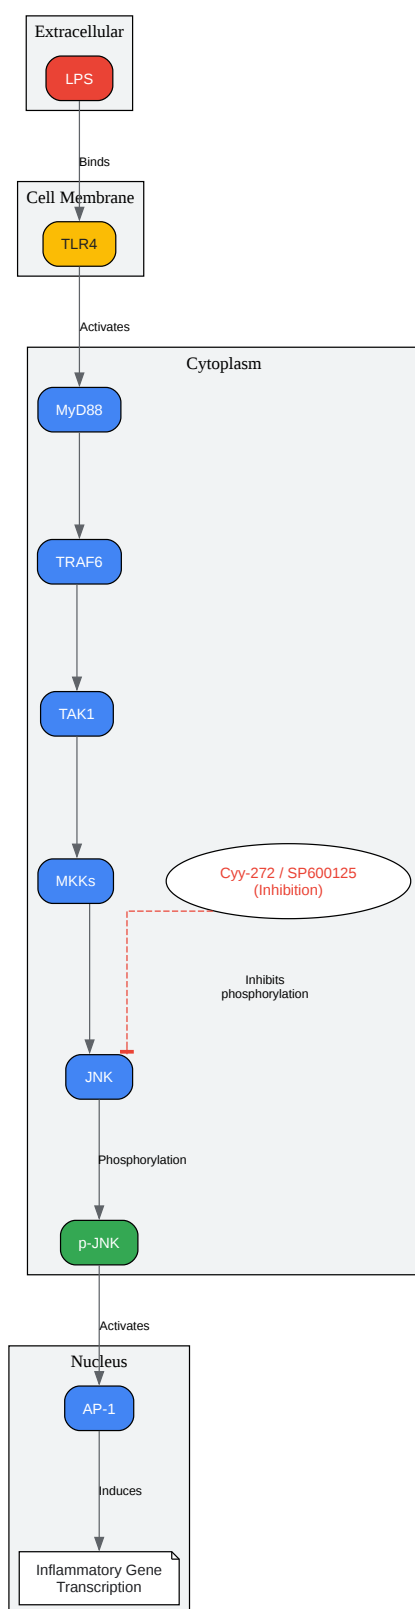 Extracellular
LPS
Binds
Cell Membrane
TLR4
Activates
Cytoplasm
MyD88
TRAF6
TAK1
MKKs
Cyy-272 / SP600125
(Inhibition)
Inhibits
phosphorylation
JNK
Phosphorylation
p-JNK
Activates
Nucleus
AP-1
Induces
Inflammatory Gene
Transcription